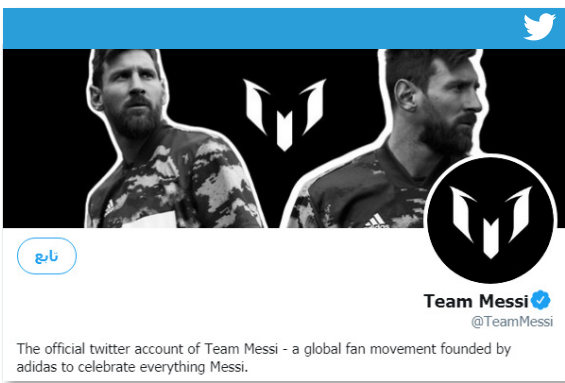 تابع
Team Messi
@TeamMessi
The official twitter account of Team Messi - a global fan movement founded by
adidas to celebrate everything Messi.